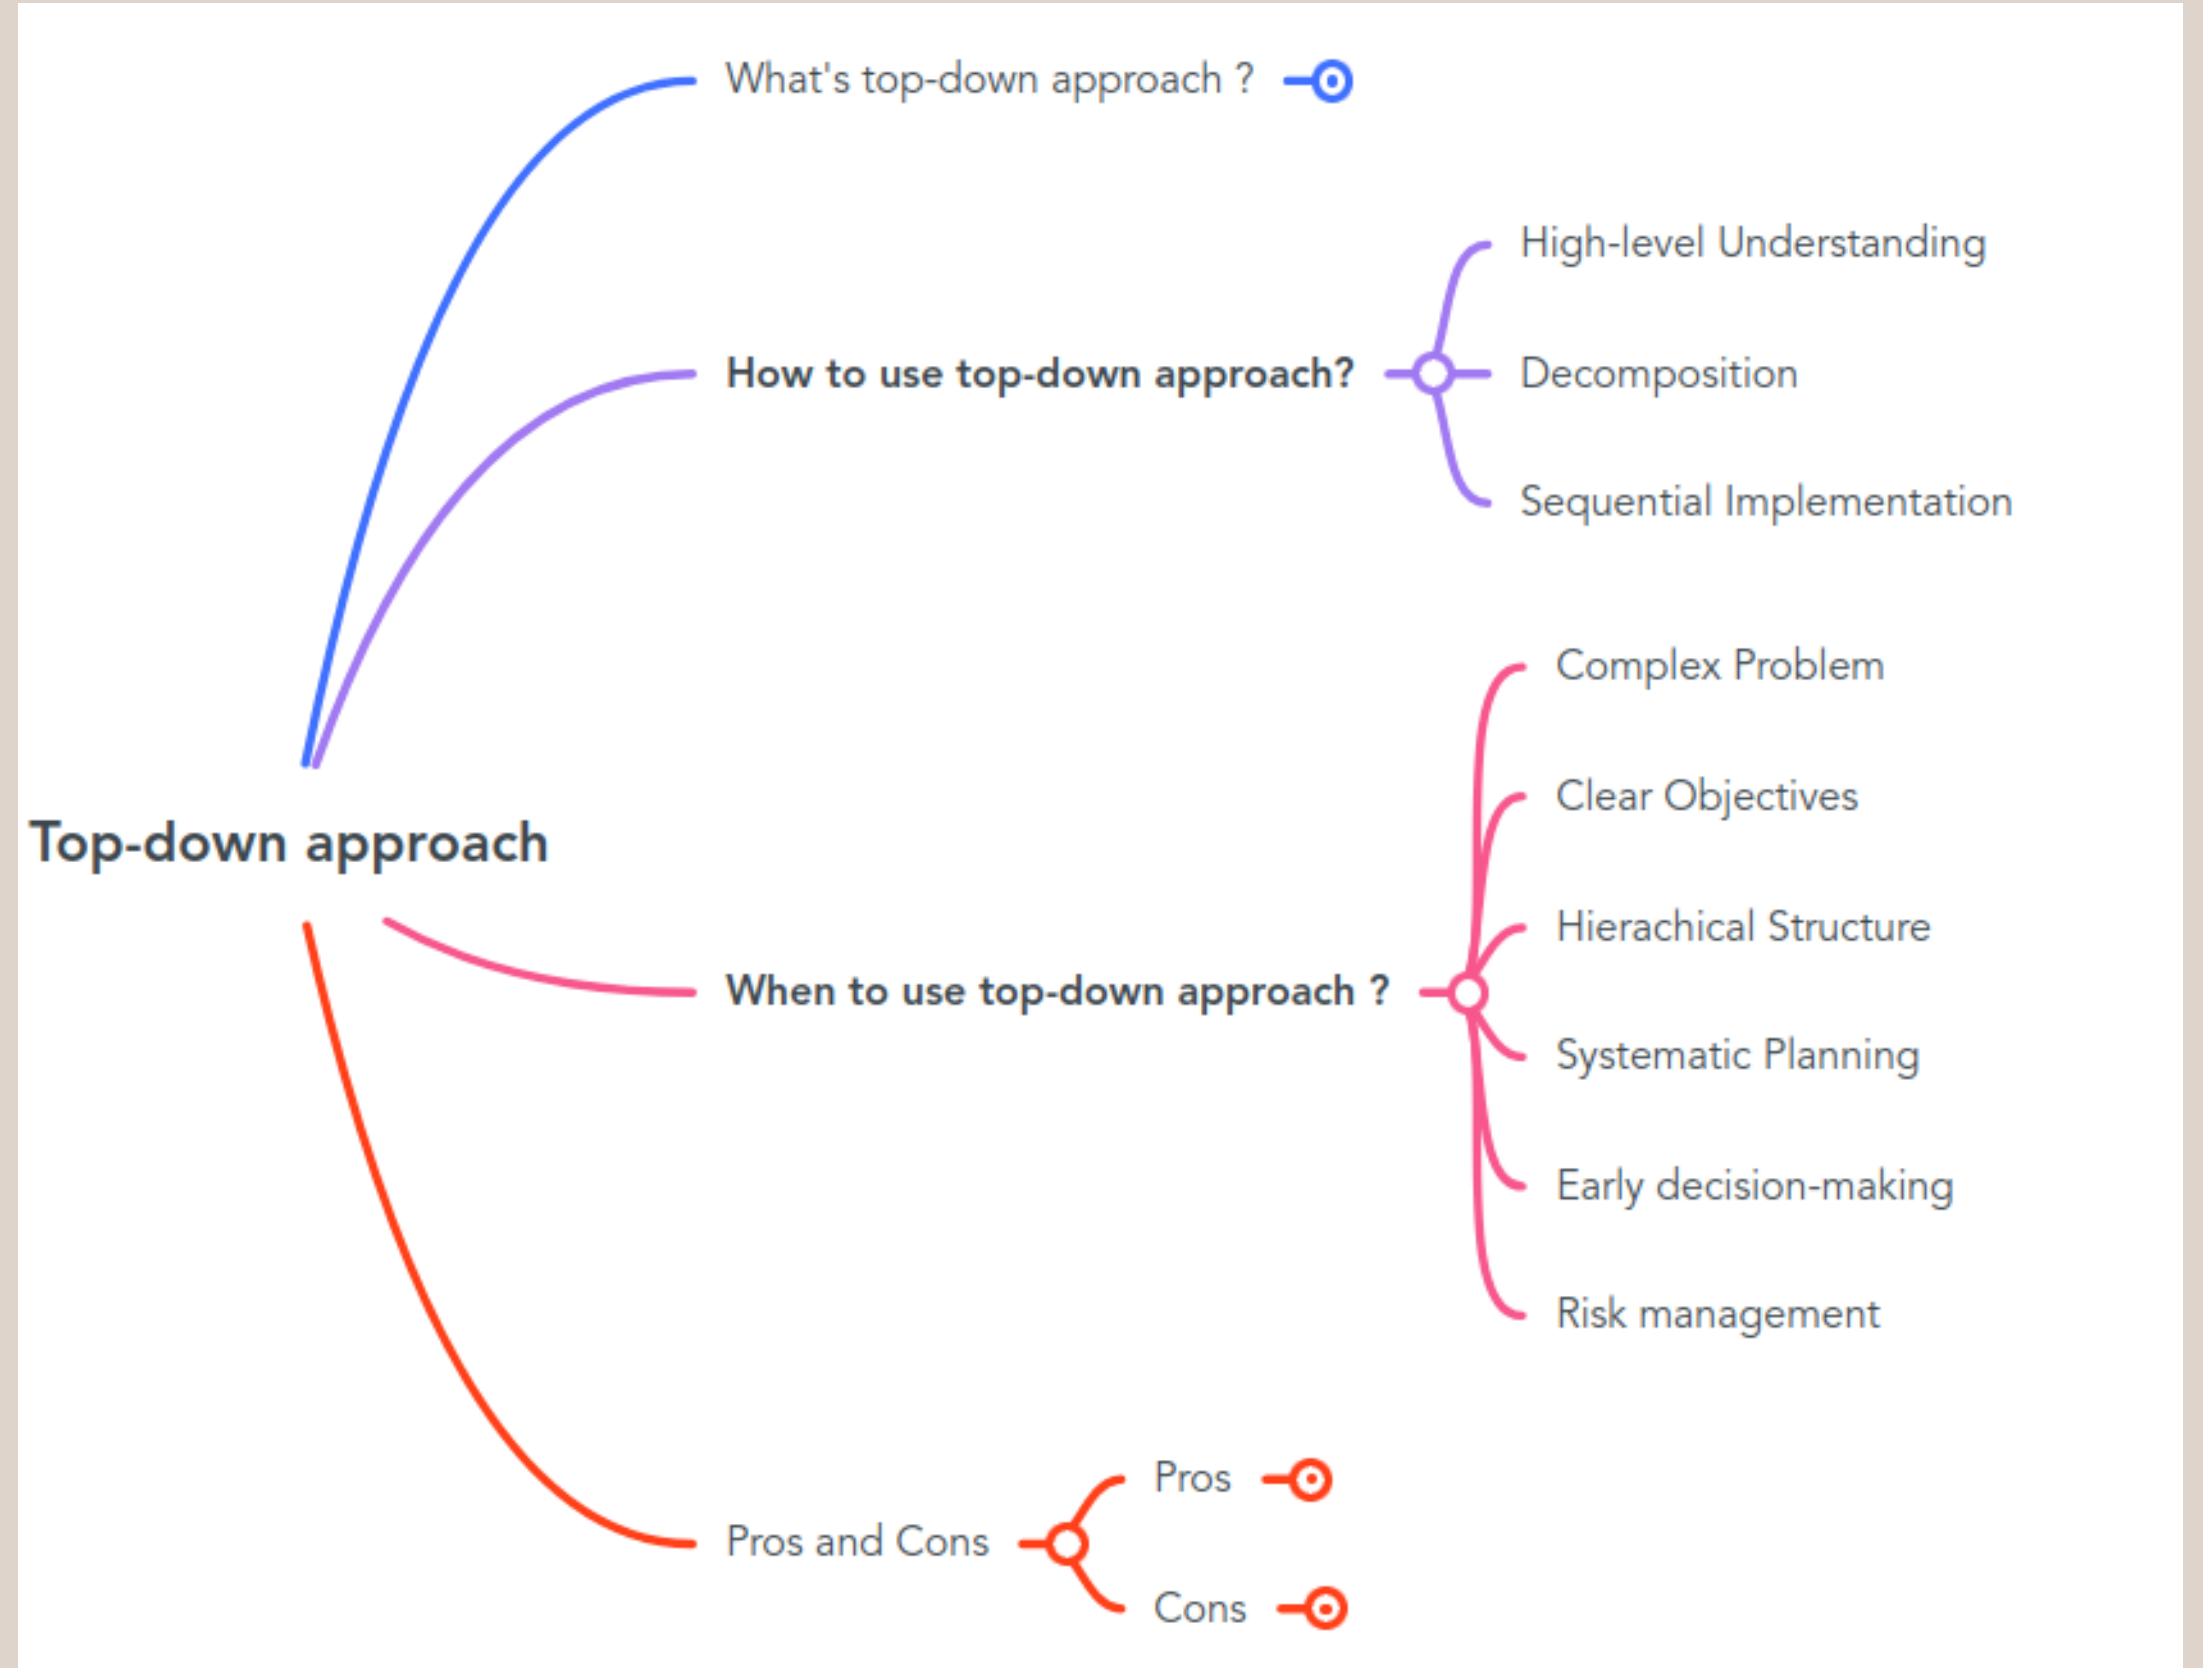 What's top-down approach ?
How to use top-down approach?
High-level Understanding
Decomposition
Sequential Implementation
Top-down approach
When to use top-down approach ?
Complex Problem
Clear Objectives
Hierachical Structure
Systematic Planning
Early decision-making
Risk management
Pros and Cons
Pros
Cons